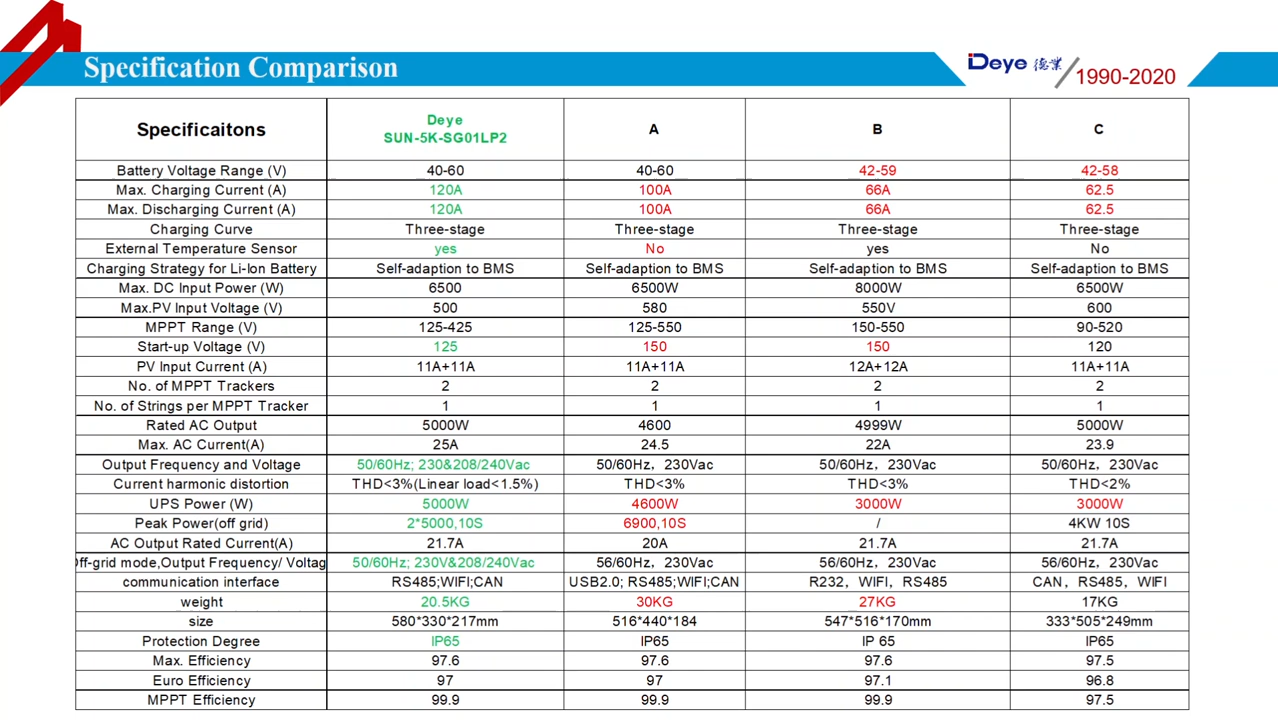 Specification Comparison
Deye 德業
1990-2020
Specificaitons Deye SUN-5K-SG01LP2 A B C
Battery Voltage Range (V) 40-60 40-60 42-59 42-58
Max. Charging Current (A) 120A 100A 66A 62.5
Max. Discharging Current (A) 120A 100A 66A 62.5
Charging Curve Three-stage Three-stage Three-stage Three-stage
External Temperature Sensor yes No yes No
Charging Strategy for Li-Ion Battery Self-adaption to BMS Self-adaption to BMS Self-adaption to BMS Self-adaption to BMS
Max. DC Input Power (W) 6500 6500W 8000W 6500W
Max.PV Input Voltage (V) 500 580 550V 600
MPPT Range (V) 125-425 125-550 150-550 90-520
Start-up Voltage (V) 125 150 150 120
PV Input Current (A) 11A+11A 11A+11A 12A+12A 11A+11A
No. of MPPT Trackers 2 2 2 2
No. of Strings per MPPT Tracker 1 1 1 1
Rated AC Output 5000W 4600 4999W 5000W
Max. AC Current(A) 25A 24.5 22A 23.9
Output Frequency and Voltage 50/60Hz; 230&208/240Vac 50/60Hz，230Vac 50/60Hz，230Vac 50/60Hz，230Vac
Current harmonic distortion THD<3%(Linear load<1.5%) THD<3% THD<3% THD<2%
UPS Power (W) 5000W 4600W 3000W 3000W
Peak Power(off grid) 2*5000,10S 6900,10S / 4KW 10S
AC Output Rated Current(A) 21.7A 20A 21.7A 21.7A
ff-grid mode,Output Frequency/ Voltag 50/60Hz; 230V&208/240Vac 56/60Hz，230Vac 56/60Hz，230Vac 56/60Hz，230Vac
communication interface RS485;WIFI;CAN USB2.0; RS485;WIFI;CAN R232，WIFI，RS485 CAN，RS485，WIFI
weight 20.5KG 30KG 27KG 17KG
size 580*330*217mm 516*440*184 547*516*170mm 333*505*249mm
Protection Degree IP65 IP65 IP 65 IP65
Max. Efficiency 97.6 97.6 97.6 97.5
Euro Efficiency 97 97 97.1 96.8
MPPT Efficiency 99.9 99.9 99.9 97.5